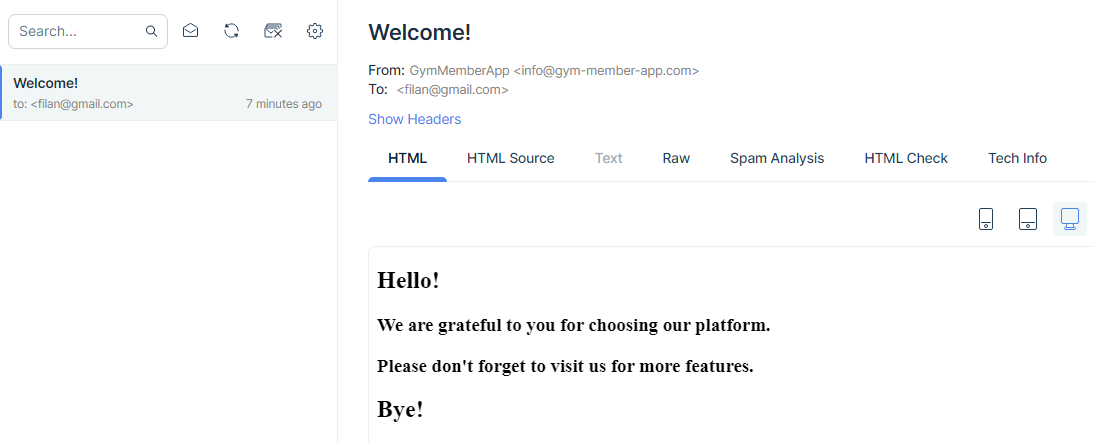 Search...
Welcome!
to: <filan@gmail.com> 7 minutes ago
Welcome!
From: GymMemberApp <info@gym-member-app.com>
To: <filan@gmail.com>
Show Headers
HTML HTML Source Text Raw Spam Analysis HTML Check Tech Info
Hello!
We are grateful to you for choosing our platform.
Please don't forget to visit us for more features.
Bye!